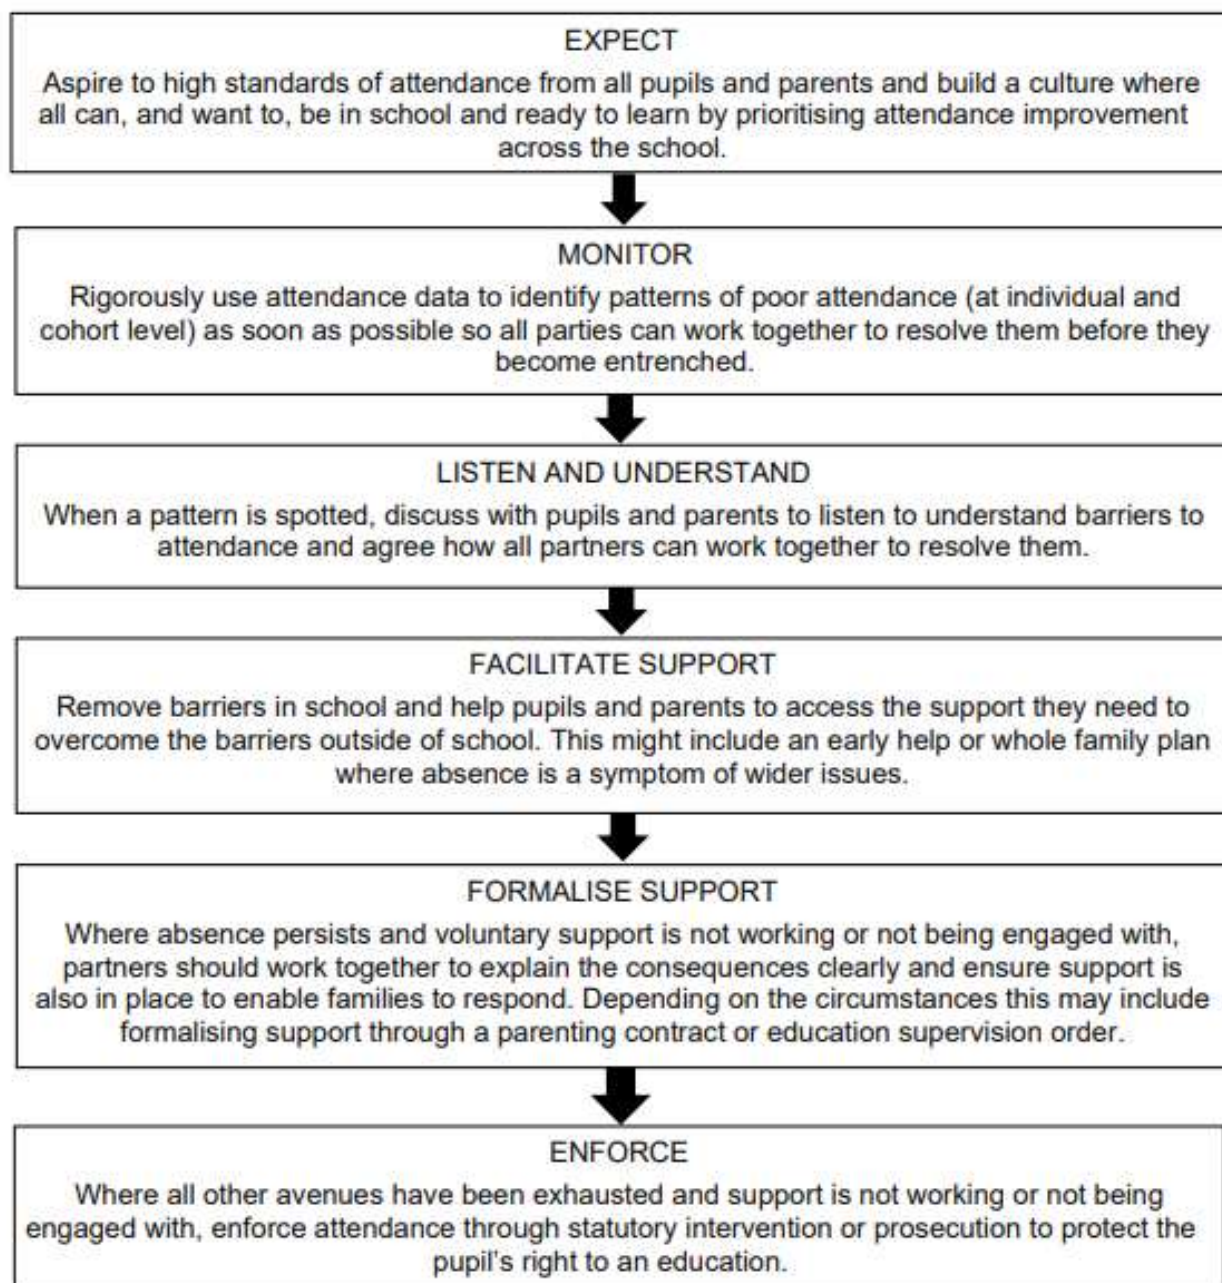 EXPECT
Aspire to high standards of attendance from all pupils and parents and build a culture where
all can, and want to, be in school and ready to learn by prioritising attendance improvement
across the school.
MONITOR
Rigorously use attendance data to identify patterns of poor attendance (at individual and
cohort level) as soon as possible so all parties can work together to resolve them before they
become entrenched.
LISTEN AND UNDERSTAND
When a pattern is spotted, discuss with pupils and parents to listen to understand barriers to
attendance and agree how all partners can work together to resolve them.
FACILITATE SUPPORT
Remove barriers in school and help pupils and parents to access the support they need to
overcome the barriers outside of school. This might include an early help or whole family plan
where absence is a symptom of wider issues.
FORMALISE SUPPORT
Where absence persists and voluntary support is not working or not being engaged with,
partners should work together to explain the consequences clearly and ensure support is
also in place to enable families to respond. Depending on the circumstances this may include
formalising support through a parenting contract or education supervision order.
ENFORCE
Where all other avenues have been exhausted and support is not working or not being
engaged with, enforce attendance through statutory intervention or prosecution to protect the
pupil's right to an education.